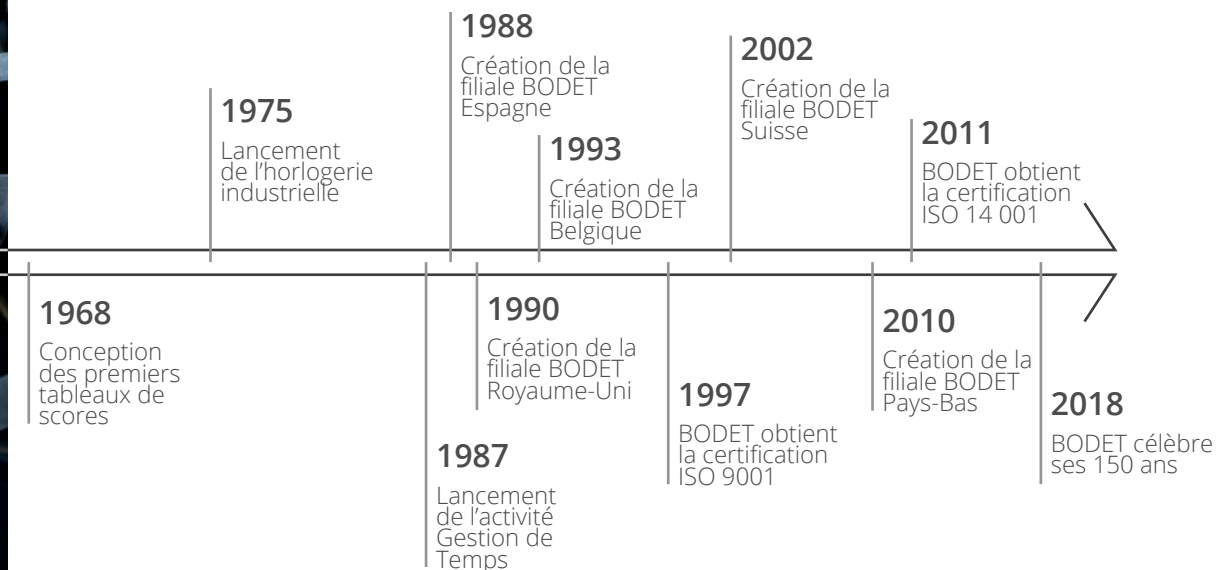 1988
Création de la
filiale BODET
Espagne
2002
Création de la
filiale BODET
Suisse
1975
Lancement
de l’horlogerie
industrielle
2011
BODET obtient
la certification
ISO 14 001
1993
Création de la
filiale BODET
Belgique
1968
Conception
des premiers
tableaux de
scores
1990
Création de la
filiale BODET
Royaume-Uni
2010
Création de la
filiale BODET
Pays-Bas
1997
BODET obtient
la certification
ISO 9001
2018
BODET célèbre
ses 150 ans
1987
Lancement
de l’activité
Gestion de
Temps